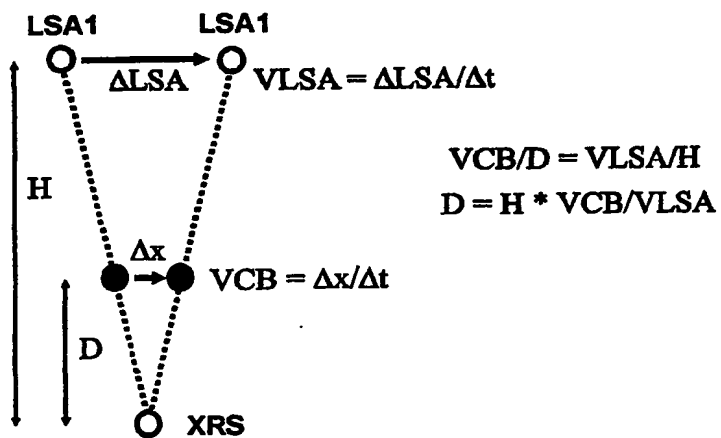 LSA1 LSA1
ΔLSA VLSA = ΔLSA/Δt
VCB/D = VLSA/H
D = H * VCB/VLSA
H
Δx VCB = Δx/Δt
D
XRS